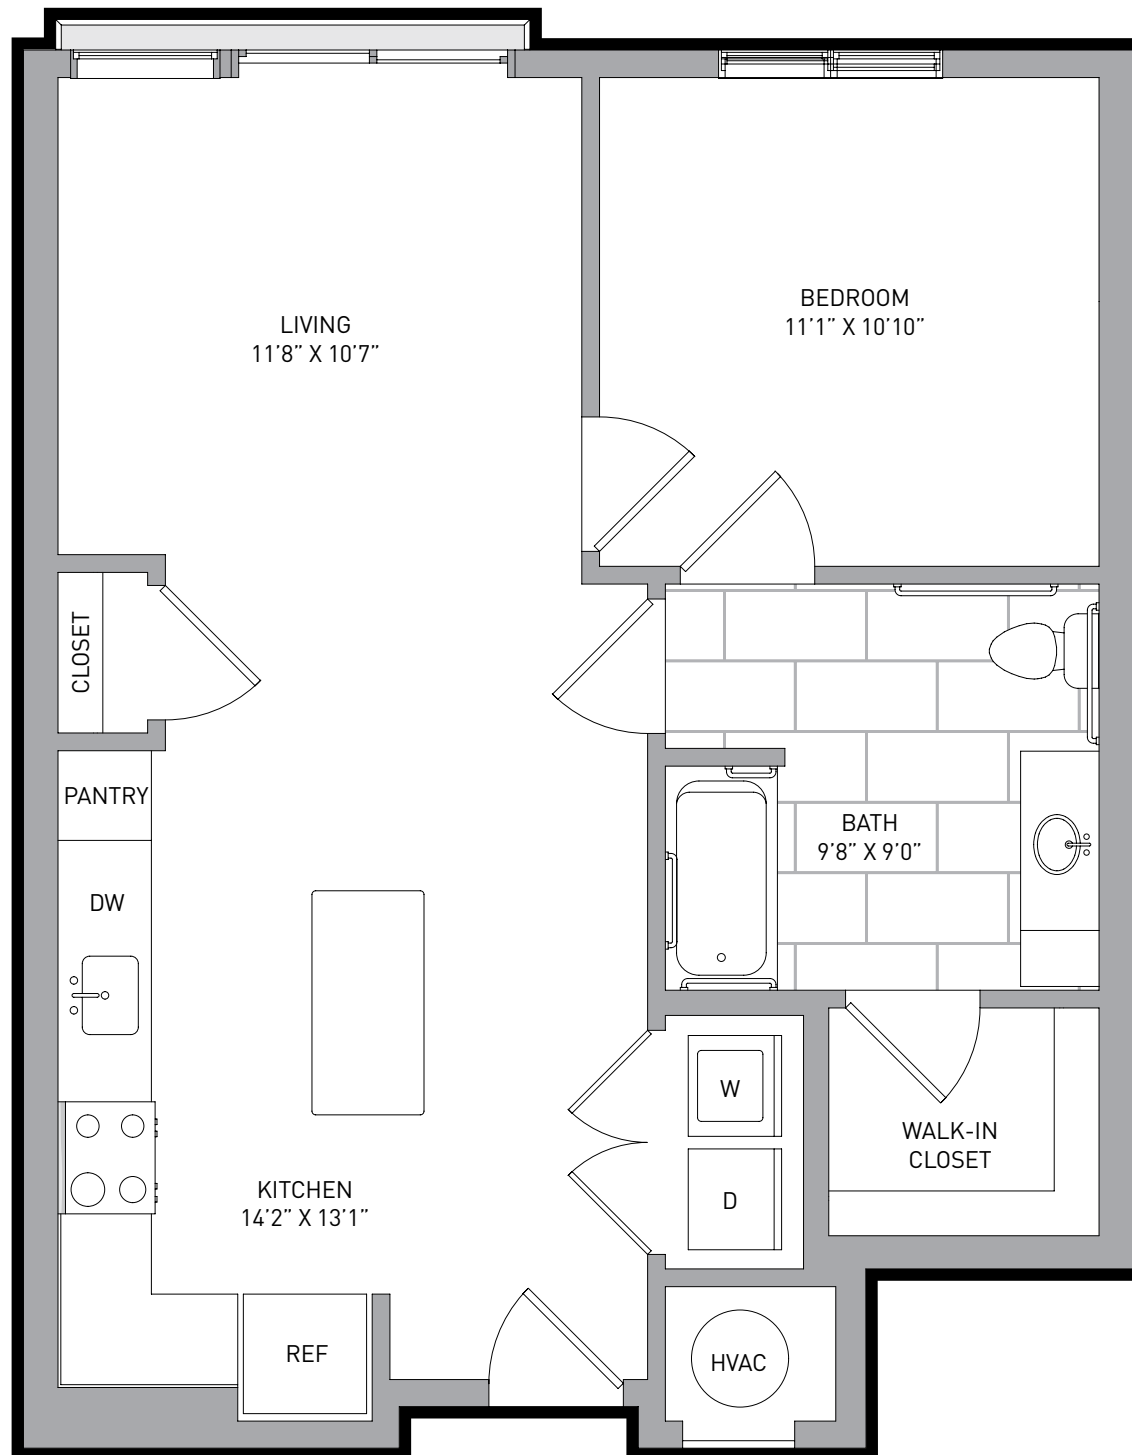 LIVING
11’8” X 10’7”
BEDROOM
11’1” X 10’10”
CLOSET
PANTRY
DW
BATH
9’8” X 9’0”
W
D
WALK-IN
CLOSET
KITCHEN
14’2” X 13’1”
REF
HVAC